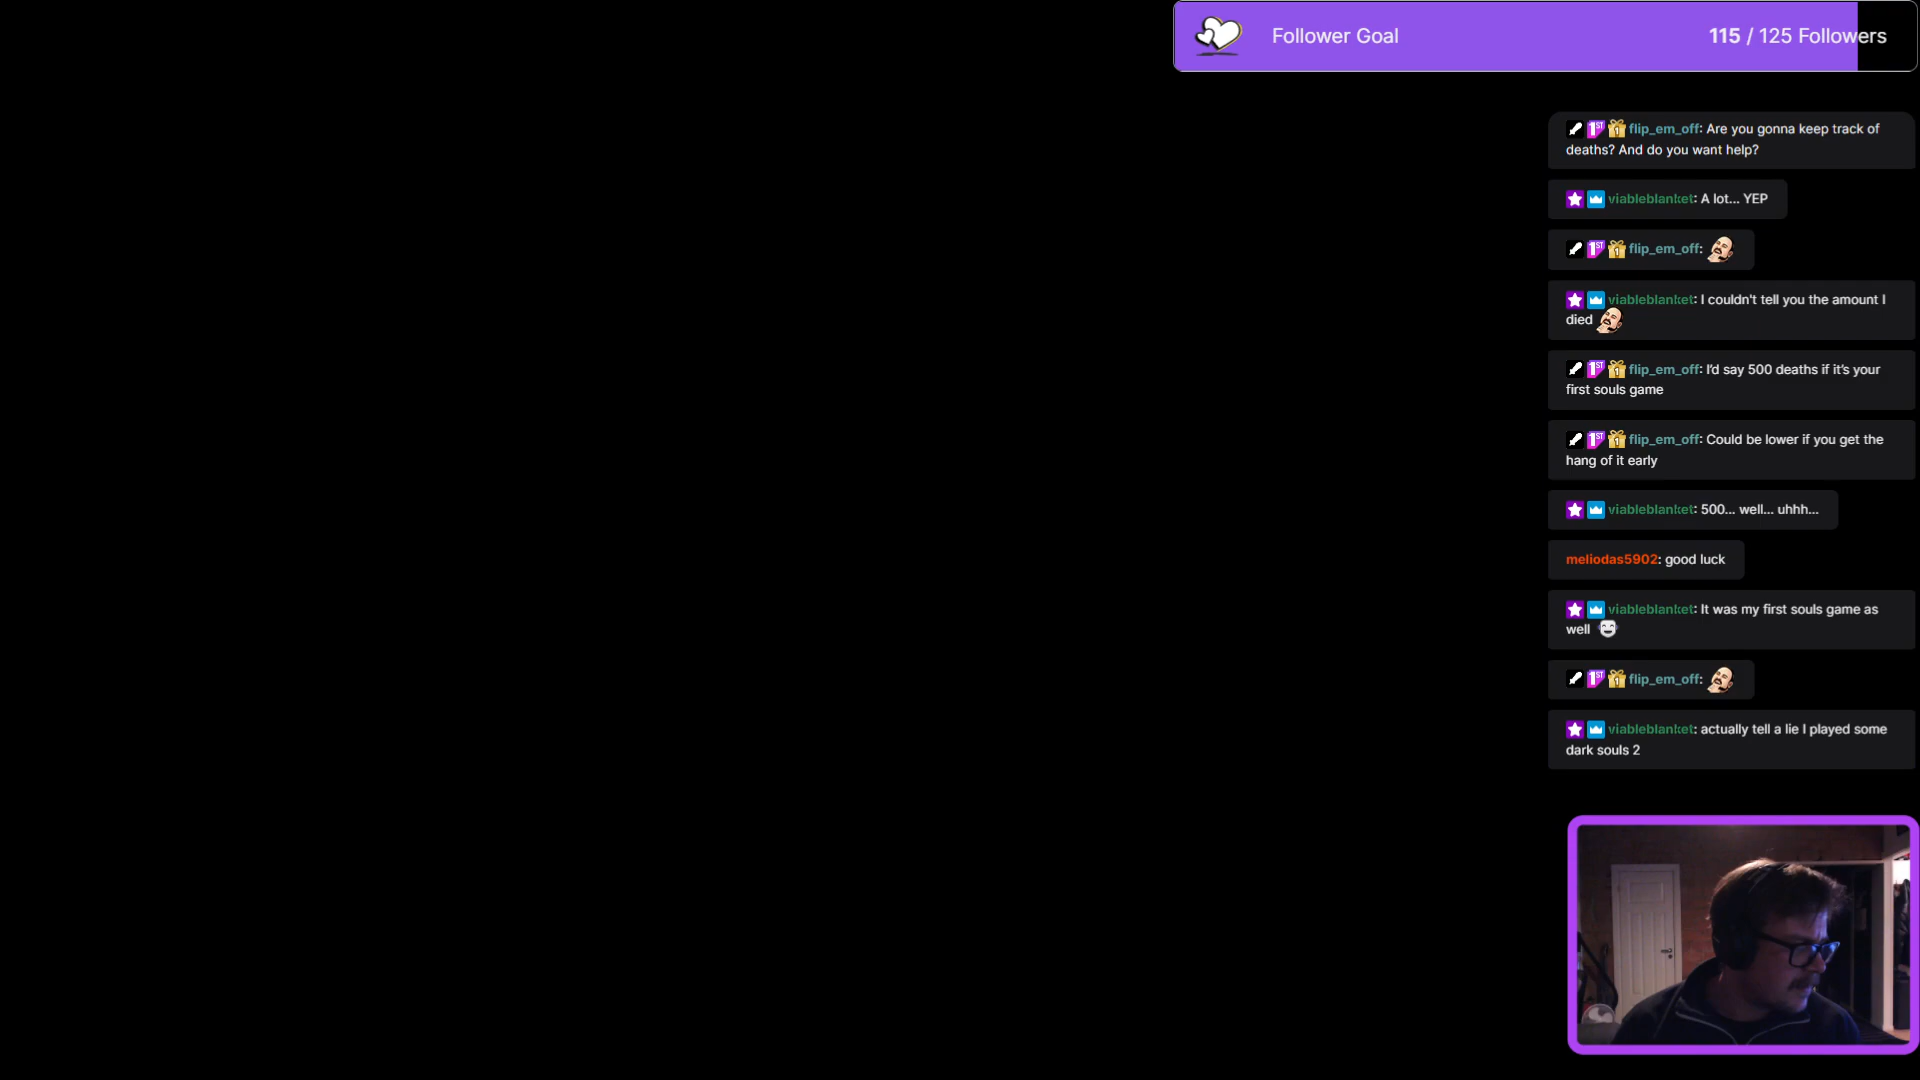 Follower Goal
115 / 125 Followers
flip_em_off: Are you gonna keep track of
deaths? And do you want help?
viableblanket: A lot... YEP
flip_em_off:
viableblanket: I couldn't tell you the amount I
died
flip_em_off: I'd say 500 deaths if it's your
first souls game
flip_em_off: Could be lower if you get the
hang of it early
viableblanket: 500... well... uhhh...
meliodas5902: good luck
viableblanket: It was my first souls game as
well
flip_em_off:
viableblanket: actually tell a lie I played some
dark souls 2